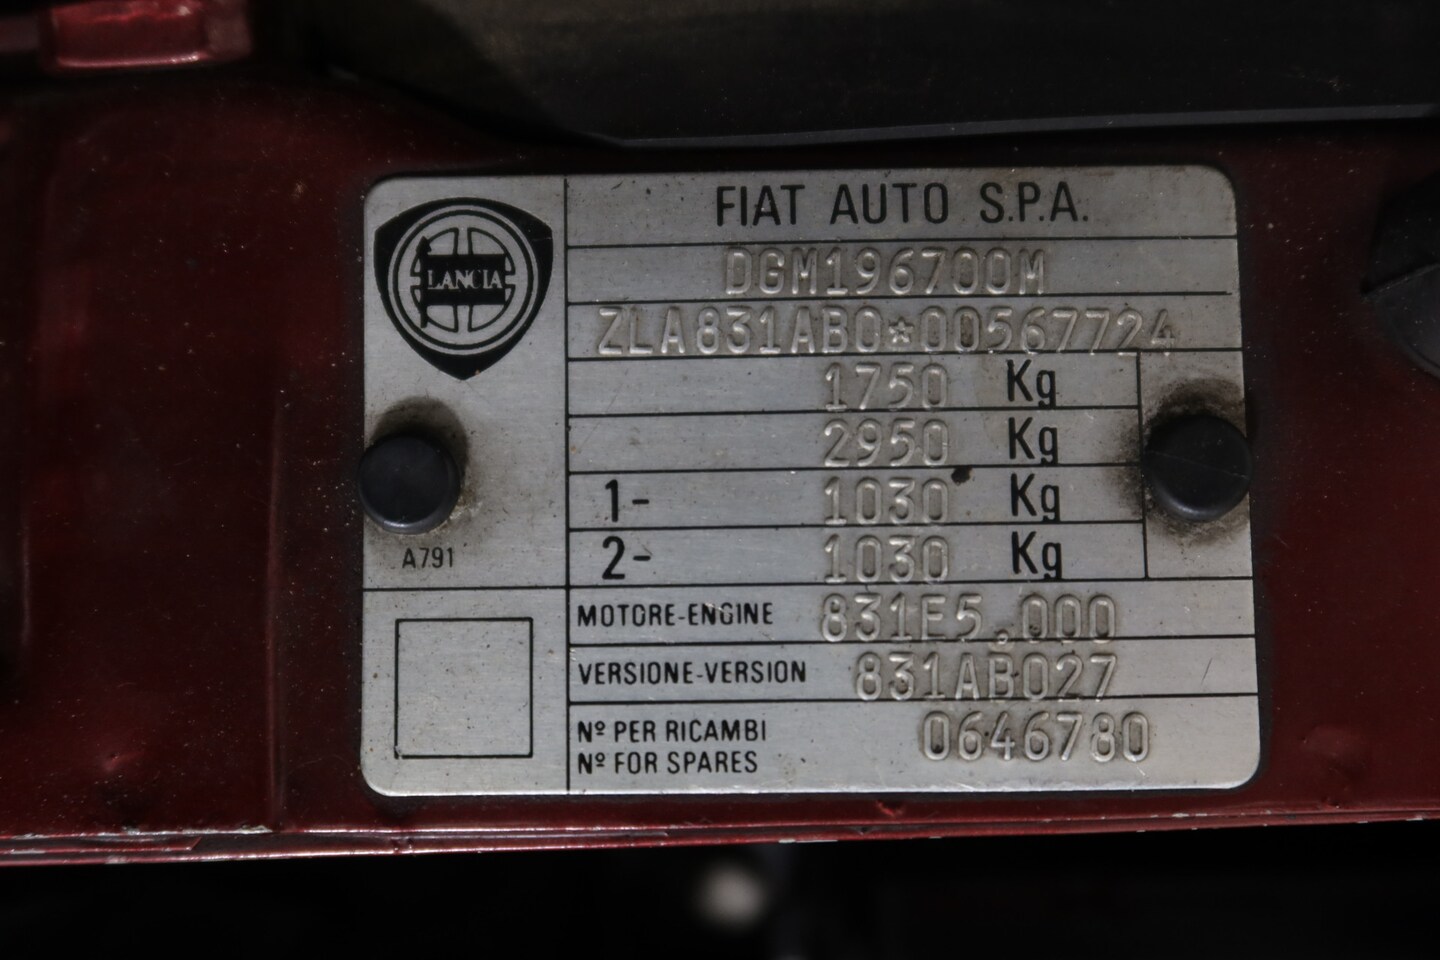 FIAT AUTO S.P.A.
LANCIA
DGM196700M
ZLA831AB0*00567724
1750 Kg
2950 Kg
1- 1030 Kg
2- 1030 Kg
A791
MOTORE-ENGINE 831E5.000
VERSIONE-VERSION 831AB027
Nº PER RICAMBI 0646780
Nº FOR SPARES